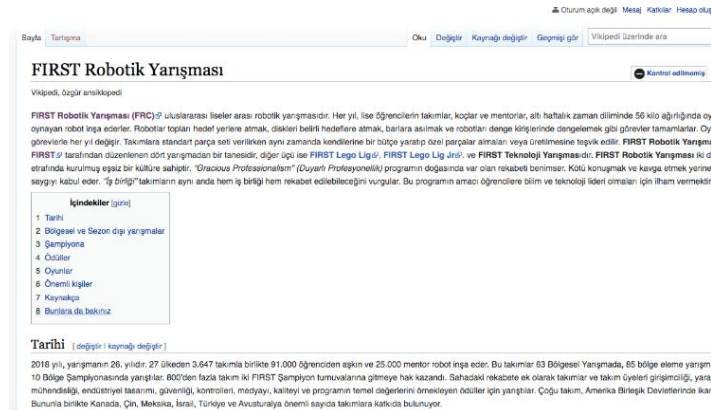 Oturum açık değil Mesaj Katkılar Hesap oluş
Sayfa Tartışma Oku Değiştir Kaynağı değiştir Geçmişi gör Vikipedi üzerinde ara
FIRST Robotik Yarışması
Kontrol edilmemiş
Vikipedi, özgür ansiklopedi
FIRST Robotik Yarışması (FRC) uluslararası liseler arası robotik yarışmasıdır. Her yıl, lise öğrencilerin takımlar, koçlar ve mentorlar, altı haftalık zaman diliminde 56 kilo ağırlığında oy
oynayan robot inşa ederler. Robotlar topları hedef yerlere atmak, diskleri belirli hedeflere atmak, barlara asılmak ve robotları denge kirişlerinde dengelemek gibi görevler tamamlarlar. Oy
görevlerle her yıl değişir. Takımlara standart parça seti verilirken aynı zamanda kendilerine bir bütçe yaratıp özel parçalar almaları veya üretilmesine teşvik edilir. FIRST Robotik Yarışma
FIRST tarafından düzenlenen dört yarışmadan bir tanesidir, diğer üçü ise FIRST Lego Lig, FIRST Lego Lig Jr. ve FIRST Teknoloji Yarışmasıdır. FIRST Robotik Yarışması iki d
etrafında kurulmuş eşsiz bir kültüre sahiptir. "Gracious Professionalism" (Duyarlı Profesyonellik) programın doğasında var olan rekabeti benimser. Kötü konuşmak ve kavga etmek yerine
saygıyı kabul eder. "İş birliği" takımların aynı anda hem iş birliği hem rekabet edilebileceğini vurgular. Bu programın amacı öğrencilere bilim ve teknoloji lideri olmaları için ilham vermektir
İçindekiler [gizle]
1 Tarihi
2 Bölgesel ve Sezon dışı yarışmalar
3 Şampiyona
4 Ödüller
5 Oyunlar
6 Önemli kişiler
7 Kaynakça
8 Bunlara da bakınız
Tarihi [değiştir | kaynağı değiştir]
2018 yılı, yarışmanın 26. yılıdır. 27 ülkeden 3.647 takımla birlikte 91.000 öğrenciden aşkın ve 25.000 mentor robot inşa eder. Bu takımlar 63 Bölgesel Yarışmada, 85 bölge eleme yarışm
10 Bölge Şampiyonasında yarıştılar. 800'den fazla takım iki FIRST Şampiyon turnuvalarına gitmeye hak kazandı. Sahadaki rekabete ek olarak takımlar ve takım üyeleri girişimciliği, yara
mühendisliği, endüstriyel tasarımı, güvenliği, kontrolleri, medyayı, kaliteyi ve programın temel değerlerini örnekleyen ödüller için yarıştılar. Çoğu takım, Amerika Birleşik Devletlerinde ikam
Bununla birlikte Kanada, Çin, Meksika, İsrail, Türkiye ve Avusturalya önemli sayıda takımlara katkıda bulunuyor.